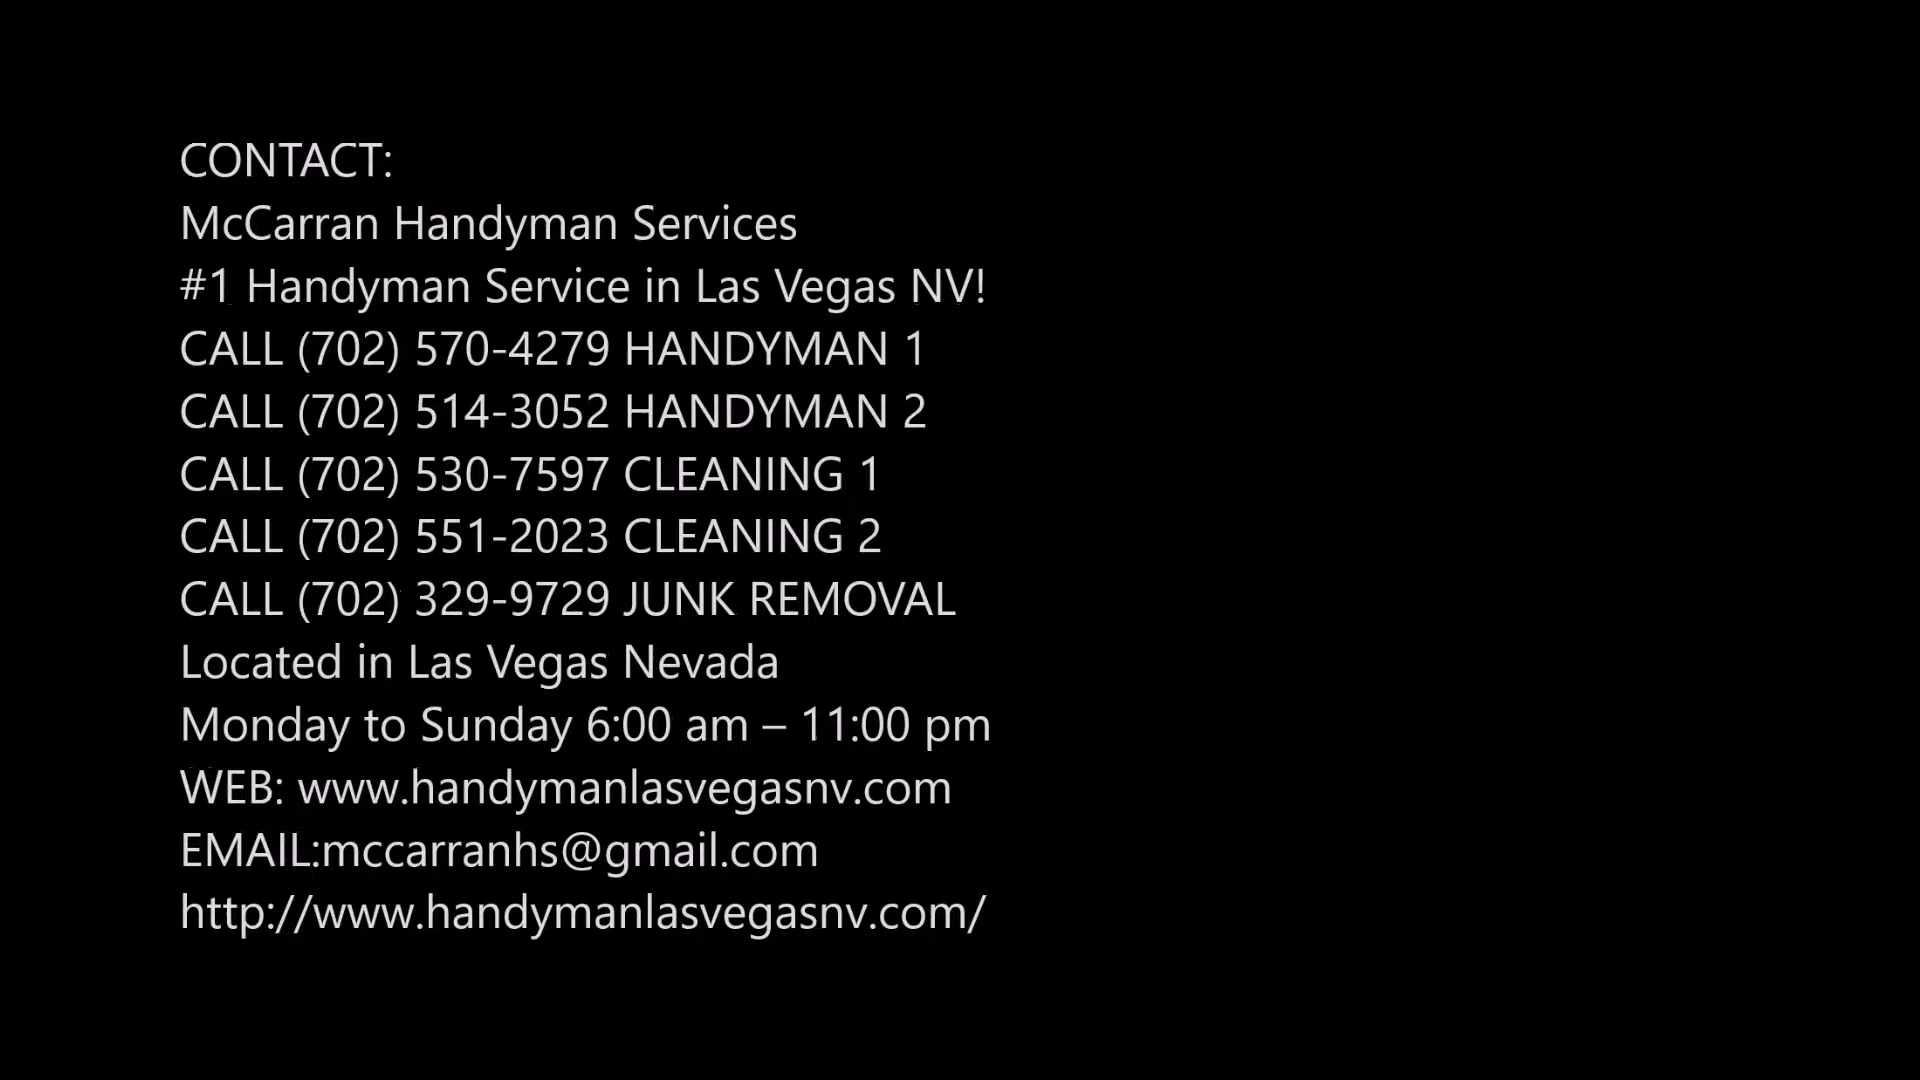 CONTACT:
McCarran Handyman Services
#1 Handyman Service in Las Vegas NV!
CALL (702) 570-4279 HANDYMAN 1
CALL (702) 514-3052 HANDYMAN 2
CALL (702) 530-7597 CLEANING 1
CALL (702) 551-2023 CLEANING 2
CALL (702) 329-9729 JUNK REMOVAL
Located in Las Vegas Nevada
Monday to Sunday 6:00 am – 11:00 pm
WEB: www.handymanlasvegasnv.com
EMAIL:mccarranhs@gmail.com
http://www.handymanlasvegasnv.com/